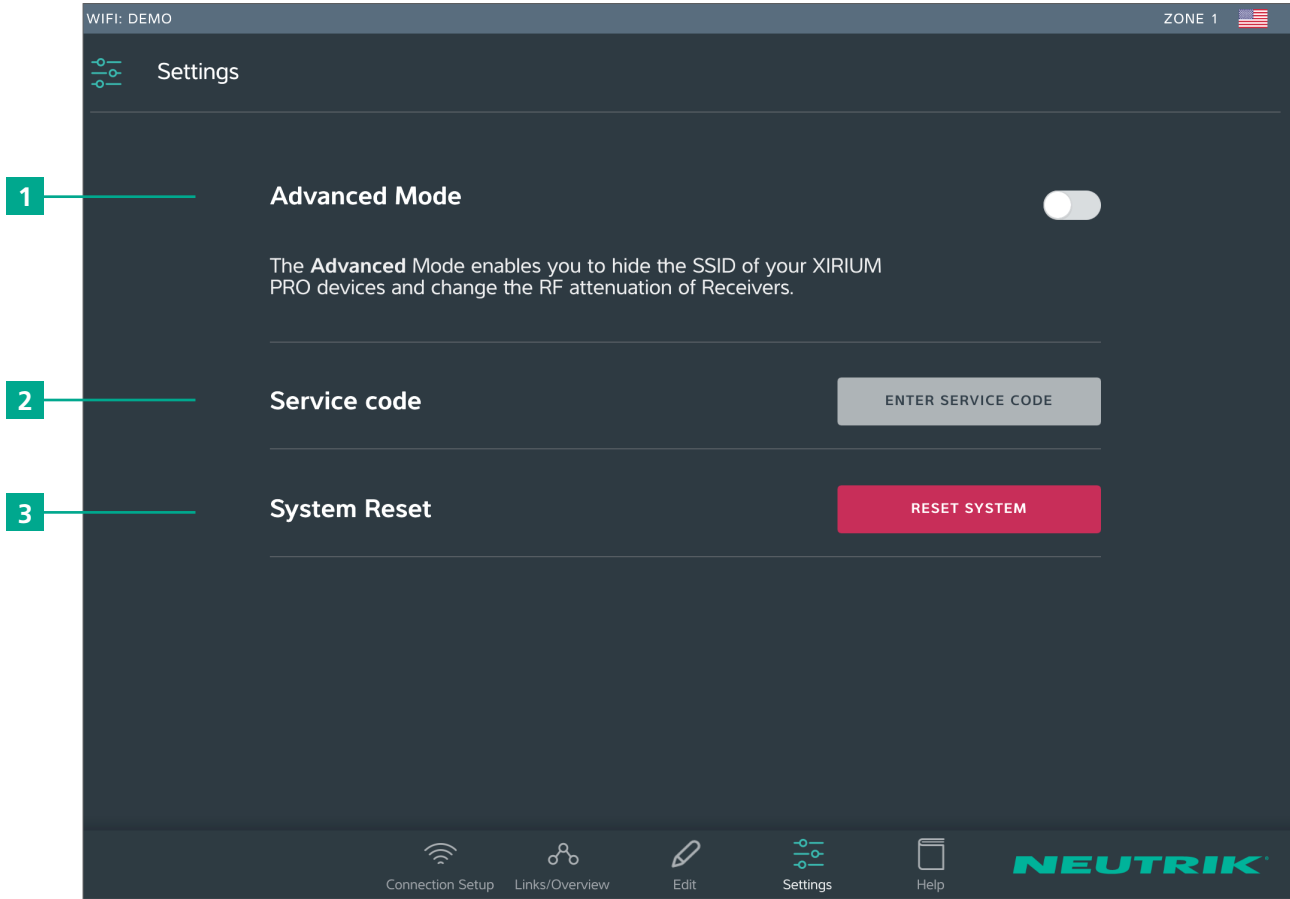 WIFI: DEMO
ZONE 1
Settings
1
Advanced Mode
The Advanced Mode enables you to hide the SSID of your XIRIUM
PRO devices and change the RF attenuation of Receivers.
2
Service code
ENTER SERVICE CODE
3
System Reset
RESET SYSTEM
Connection Setup
Links/Overview
Edit
Settings
Help
NEUTRIK